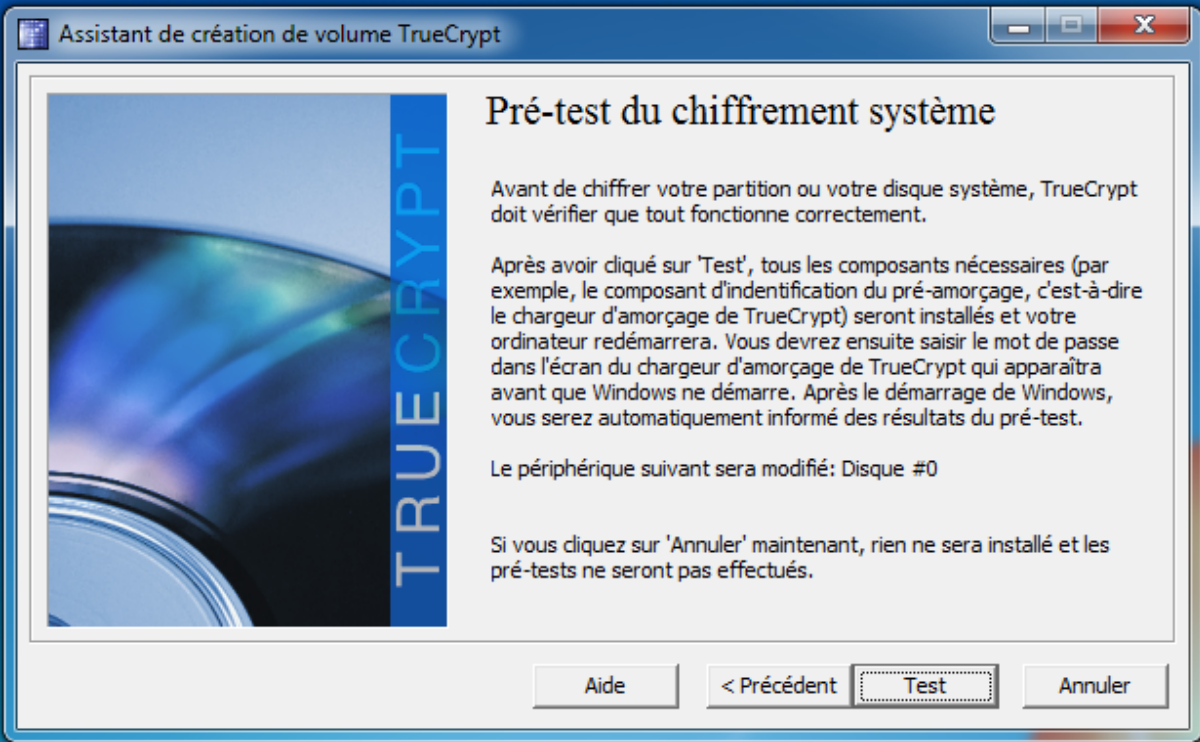 Assistant de création de volume TrueCrypt
Pré-test du chiffrement système
TRUECRYPT
Avant de chiffrer votre partition ou votre disque système, TrueCrypt
doit vérifier que tout fonctionne correctement.
Après avoir cliqué sur 'Test', tous les composants nécessaires (par
exemple, le composant d'indentification du pré-amorçage, c'est-à-dire
le chargeur d'amorçage de TrueCrypt) seront installés et votre
ordinateur redémarrera. Vous devrez ensuite saisir le mot de passe
dans l'écran du chargeur d'amorçage de TrueCrypt qui apparaîtra
avant que Windows ne démarre. Après le démarrage de Windows,
vous serez automatiquement informé des résultats du pré-test.
Le périphérique suivant sera modifié: Disque #0
Si vous cliquez sur 'Annuler' maintenant, rien ne sera installé et les
pré-tests ne seront pas effectués.
Aide < Précédent Test Annuler